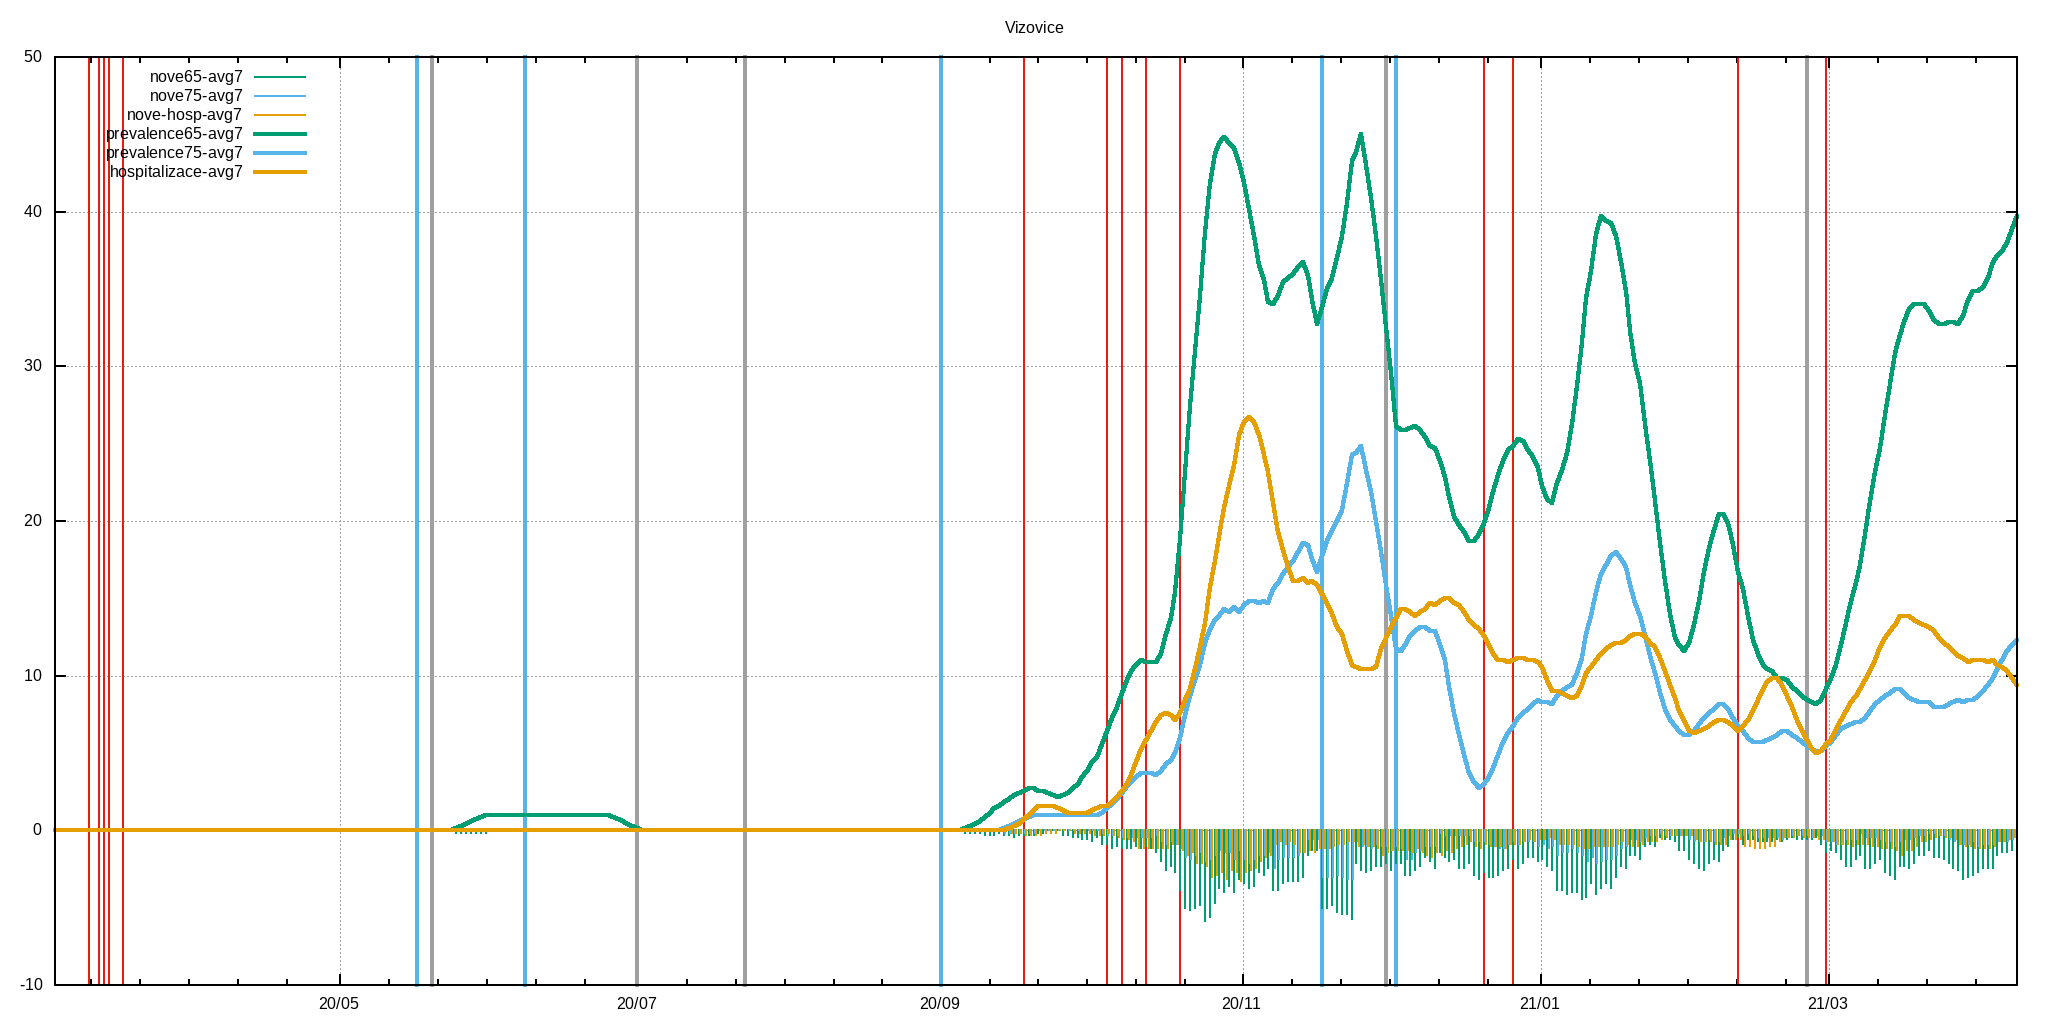 Vizovice
50
nove65-avg7
nove75-avg7
nove-hosp-avg7
prevalence65-avg7
prevalence75-avg7
hospitalizace-avg7
40
30
20
10
0
-10
20/05 20/07 20/09 20/11 21/01 21/03